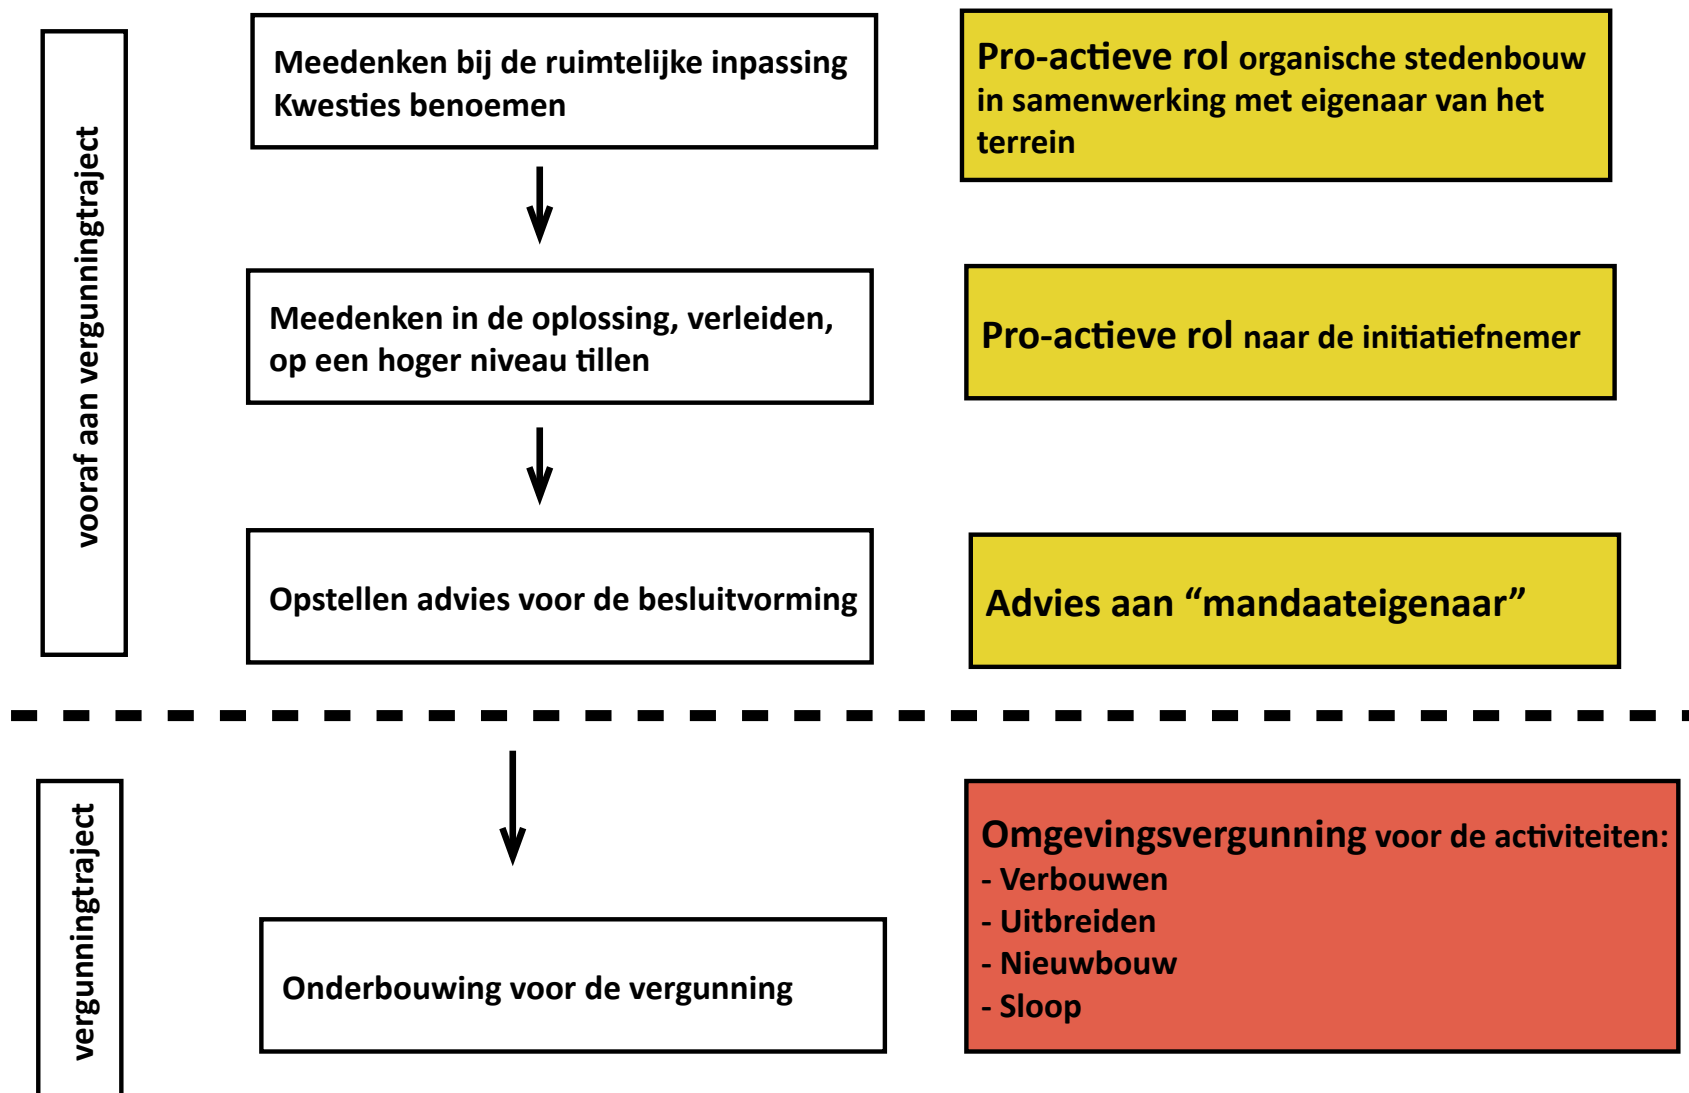 vooraf aan vergunningtraject
Meedenken bij de ruimtelijke inpassing
Kwesties benoemen
Pro-actieve rol organische stedenbouw
in samenwerking met eigenaar van het
terrein
Meedenken in de oplossing, verleiden,
op een hoger niveau tillen
Pro-actieve rol naar de initiatiefnemer
Opstellen advies voor de besluitvorming
Advies aan “mandaateigenaar”
vergunningtraject
Onderbouwing voor de vergunning
Omgevingsvergunning voor de activiteiten:
- Verbouwen
- Uitbreiden
- Nieuwbouw
- Sloop